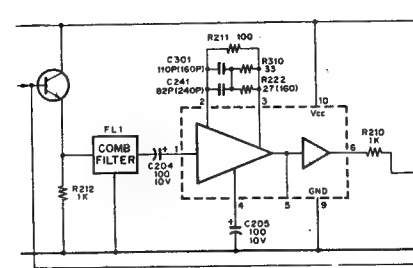 R211 100
C301
110P(160P)
R310
33
C241
82P(240P)
R222
27(160)
2
3
10
Vcc
FL1
COMB
FILTER
C204
100
10V
1
6
R210
1K
R212
1K
4
5
GND
9
C205
100
10V